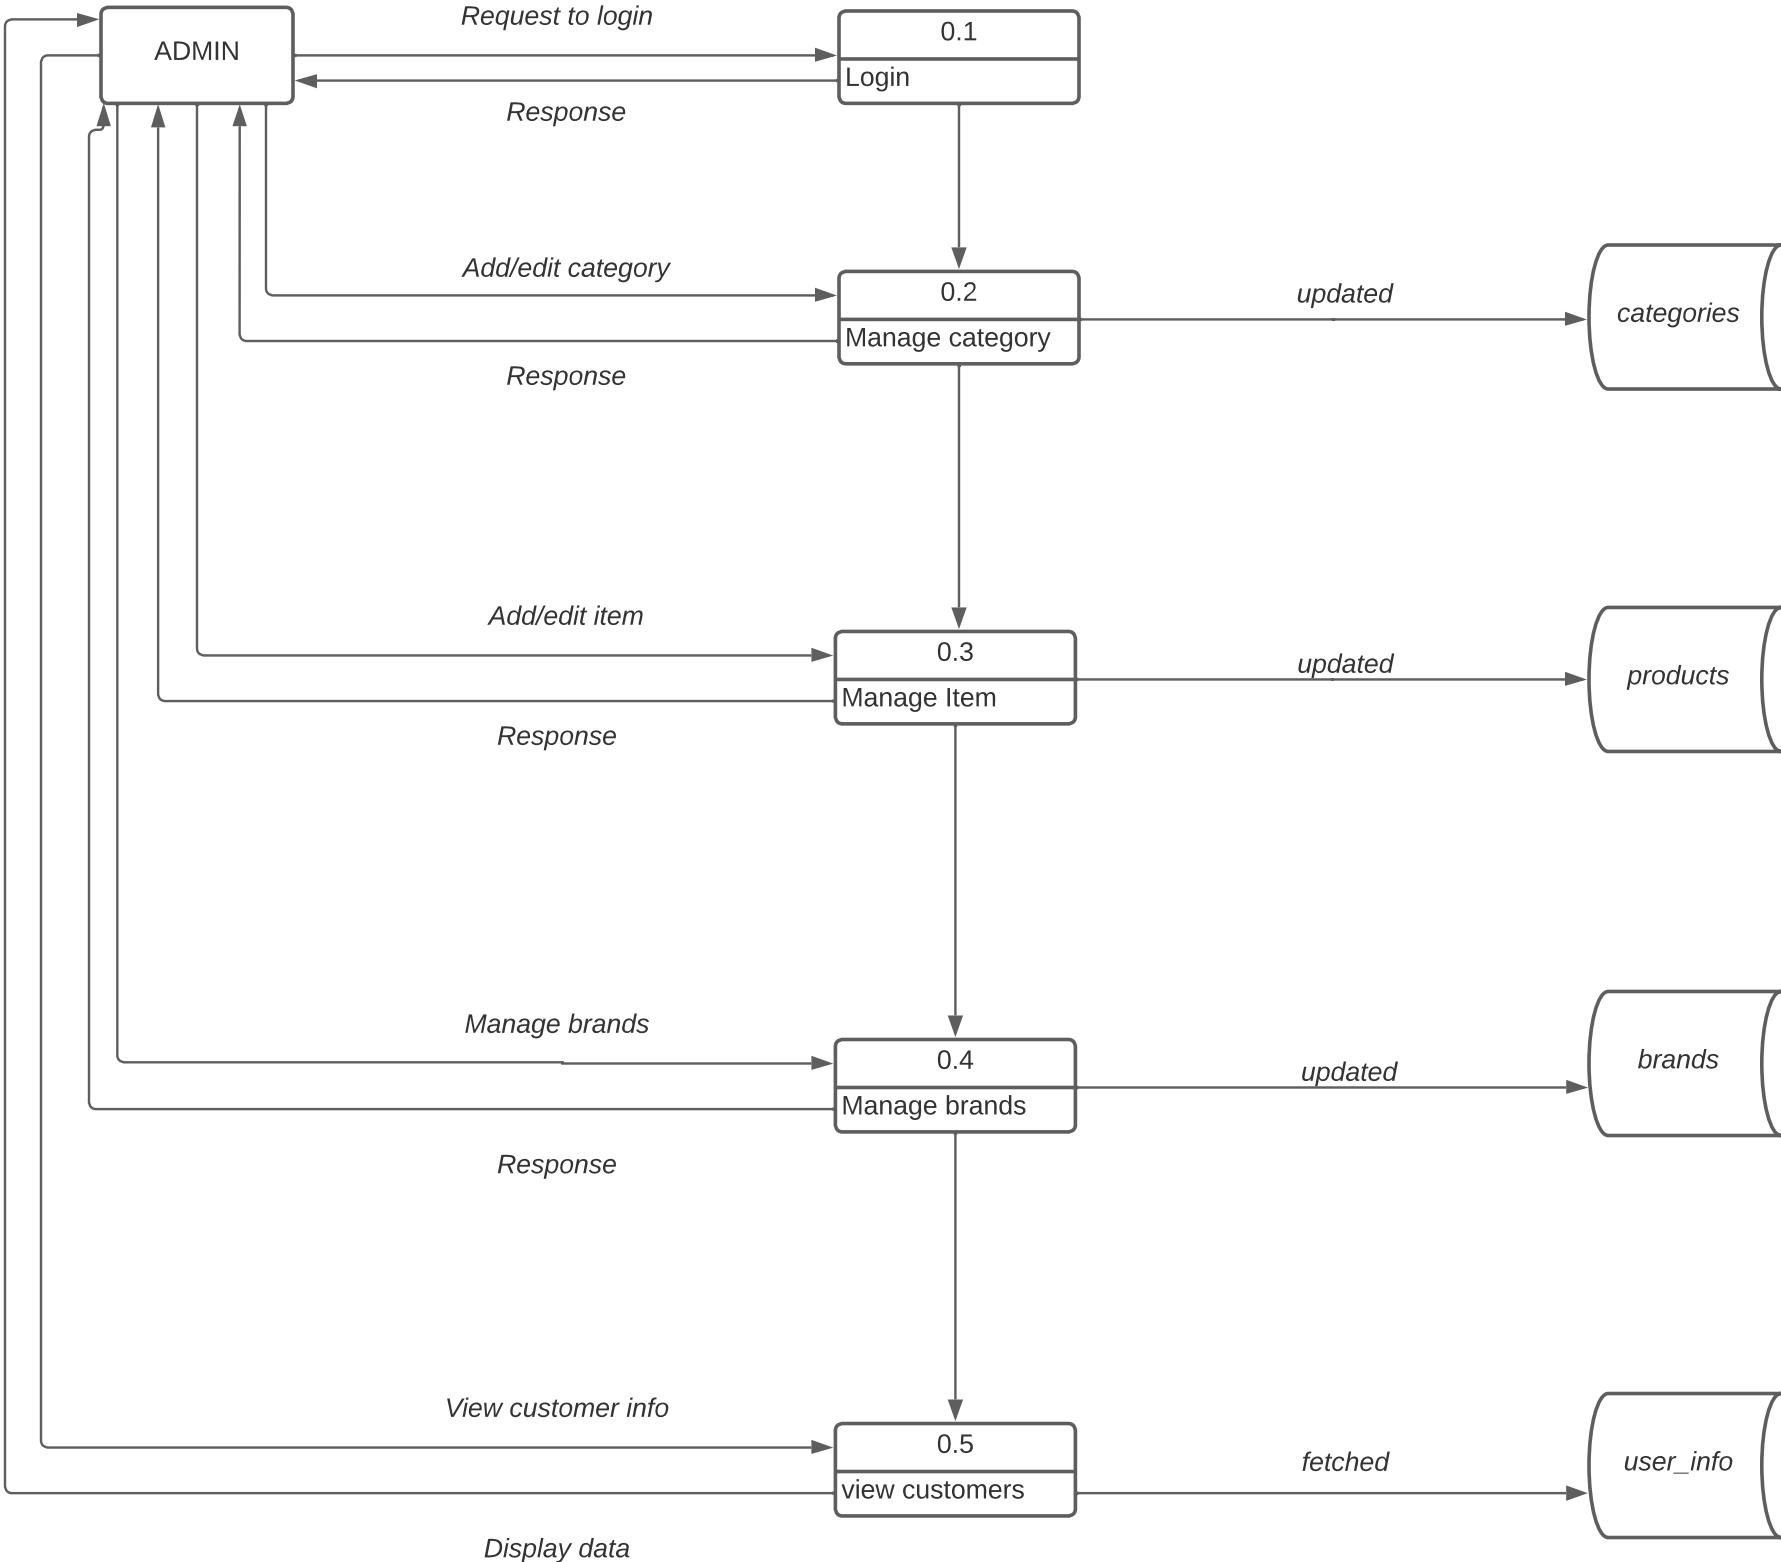 Request to login
ADMIN
0.1
Login
Response
Add/edit category
0.2
Manage category
updated
categories
Response
Add/edit item
0.3
Manage Item
updated
products
Response
Manage brands
0.4
Manage brands
updated
brands
Response
View customer info
0.5
view customers
fetched
user_info
Display data